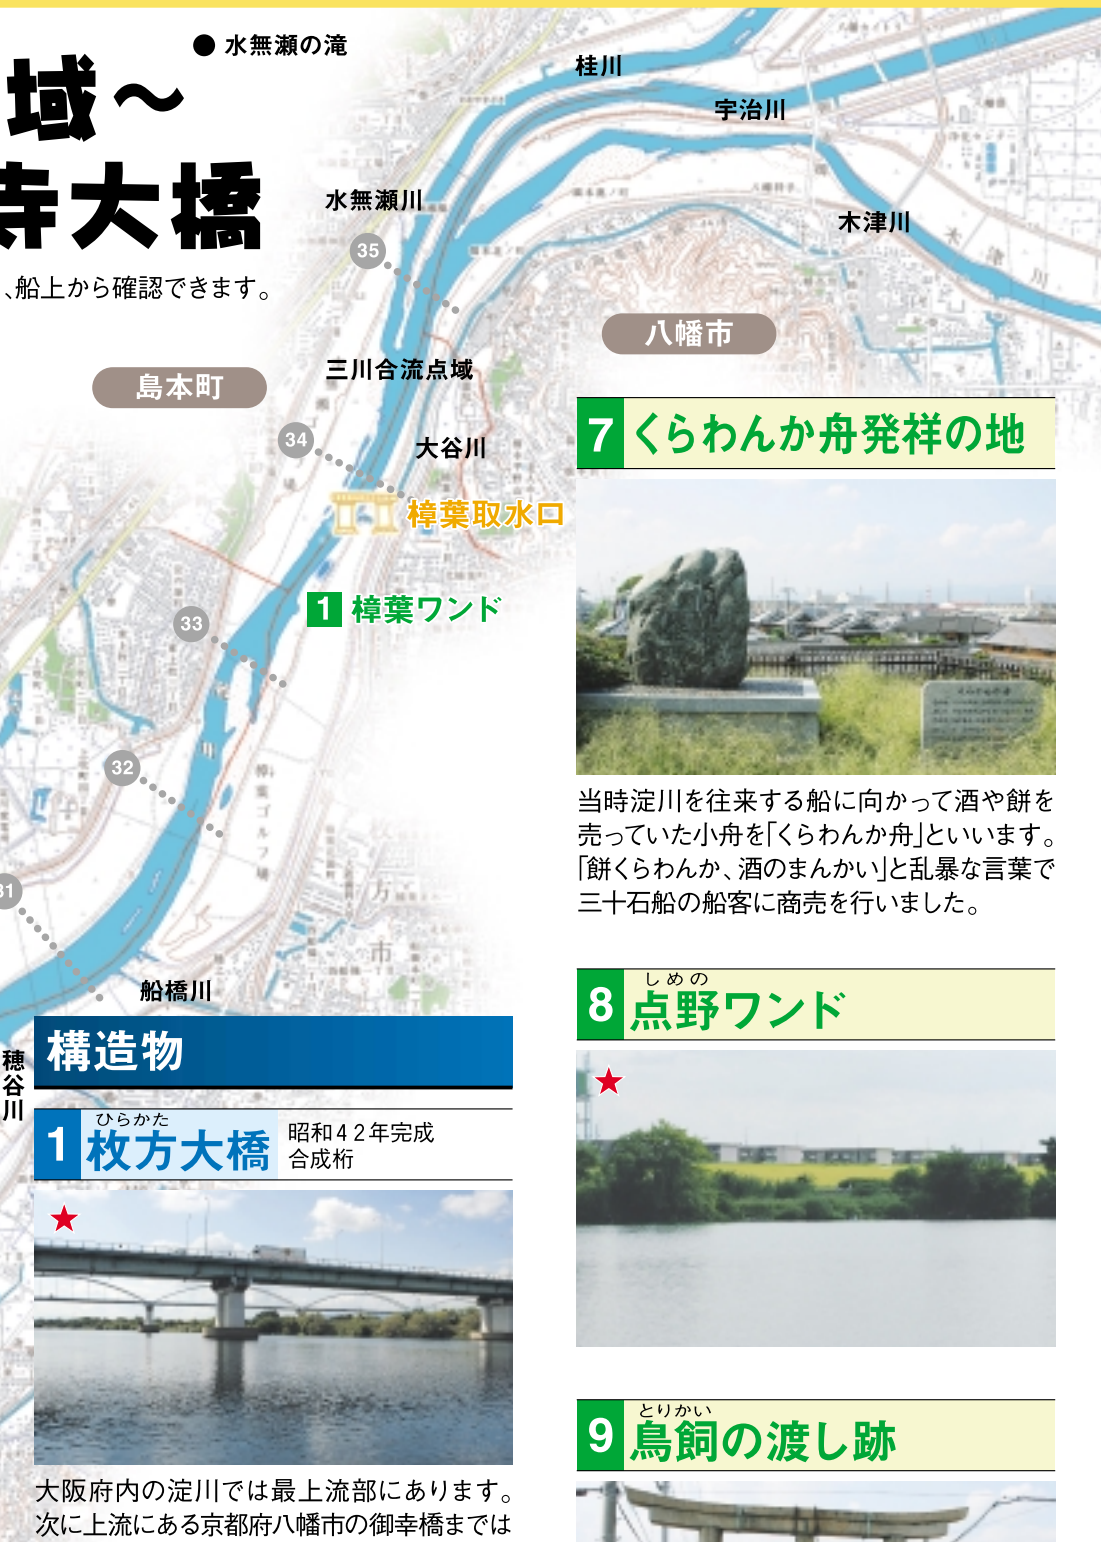 水無瀬の滝
域～
寺大橋
、船上から確認できます。
桂川
宇治川
木津川
水無瀬川
35
八幡市
三川合流点域
島本町
34
大谷川
樟葉取水口
1 樟葉ワンド
33
32
樟葉ゴルフ場
31
方
市
船橋川
穂谷川
木津川
構造物
ひらかた
1 枚方大橋
昭和42年完成
合成桁
大阪府内の淀川では最上流部にあります。
次に上流にある京都府八幡市の御幸橋までは
7 くらわんか舟発祥の地
当時淀川を往来する船に向かって酒や餅を
売っていた小舟を「くらわんか舟」といいます。
「餅くらわんか、酒のまんかい」と乱暴な言葉で
三十石船の船客に商売を行いました。
しめの
8 点野ワンド
とりかい
9 鳥飼の渡し跡